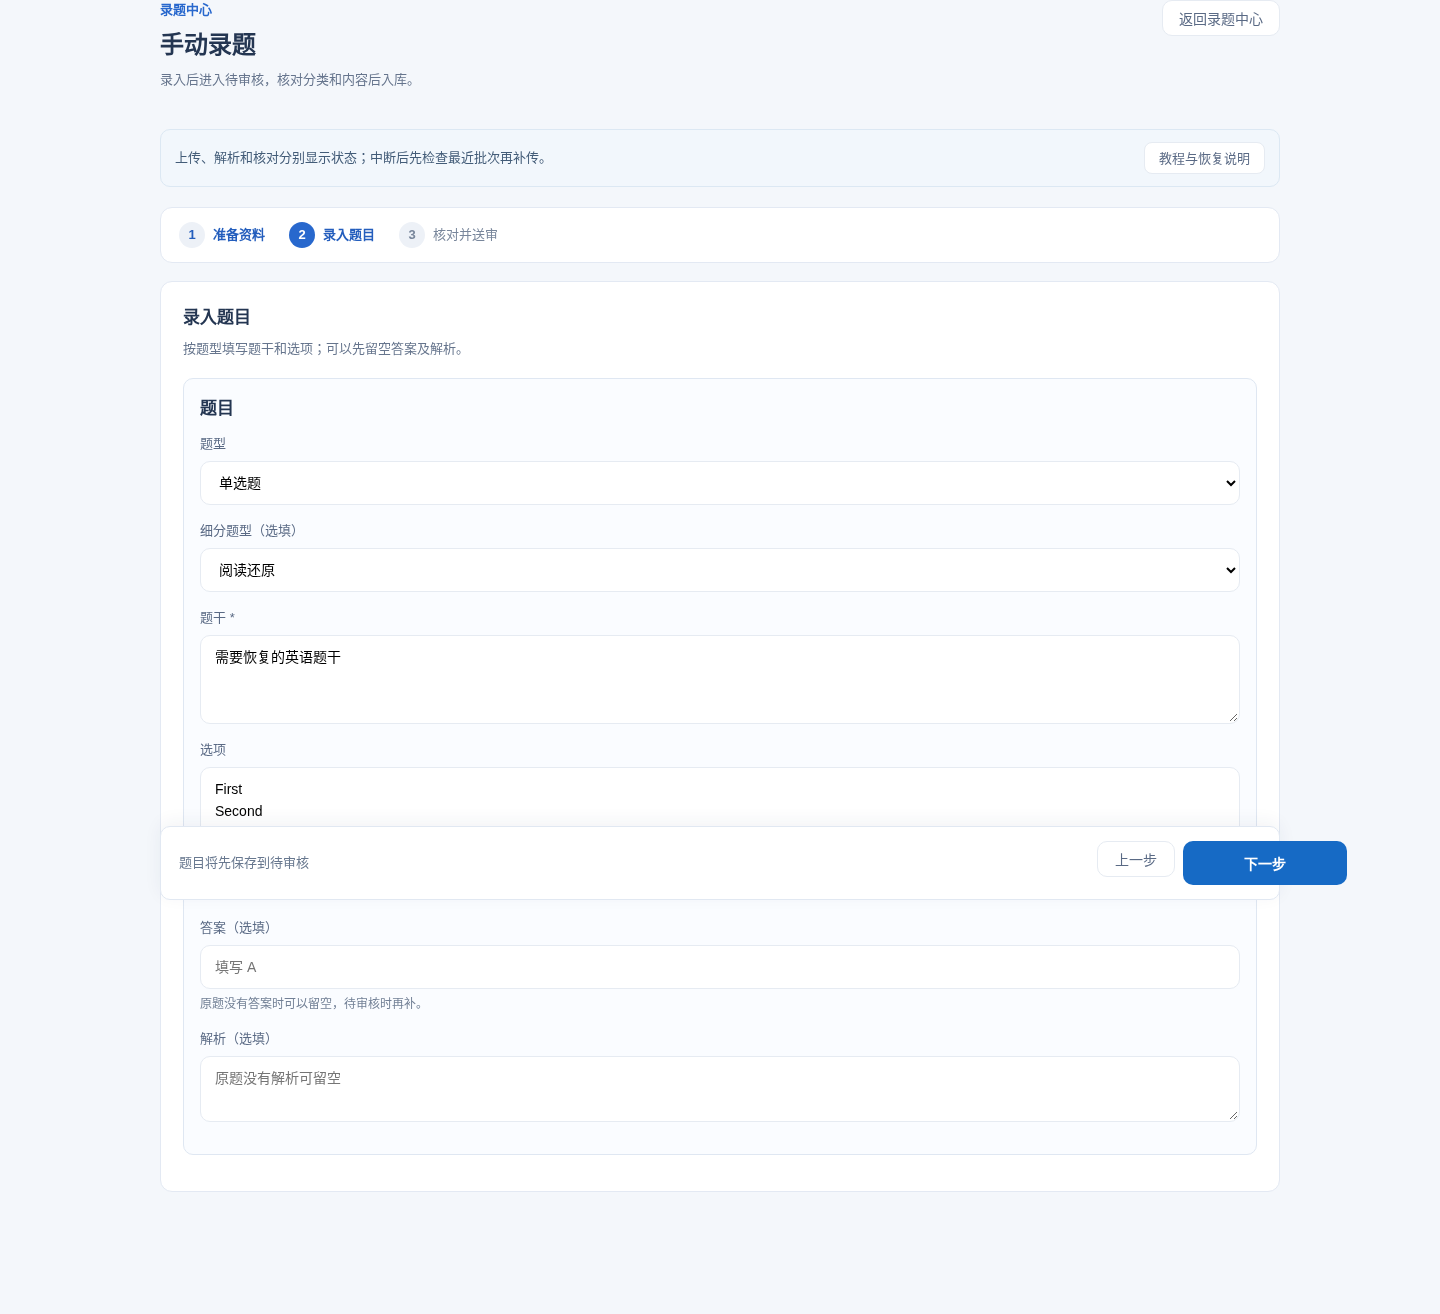 录题中心
返回录题中心
手动录题
录入后进入待审核，核对分类和内容后入库。
上传、解析和核对分别显示状态；中断后先检查最近批次再补传。
教程与恢复说明
1 准备资料 2 录入题目 3 核对并送审
录入题目
按题型填写题干和选项；可以先留空答案及解析。
题目
题型
单选题
细分题型（选填）
阅读还原
题干 *
需要恢复的英语题干
选项
First
Second
题目将先保存到待审核
上一步
下一步
答案（选填）
填写 A
原题没有答案时可以留空，待审核时再补。
解析（选填）
原题没有解析可留空